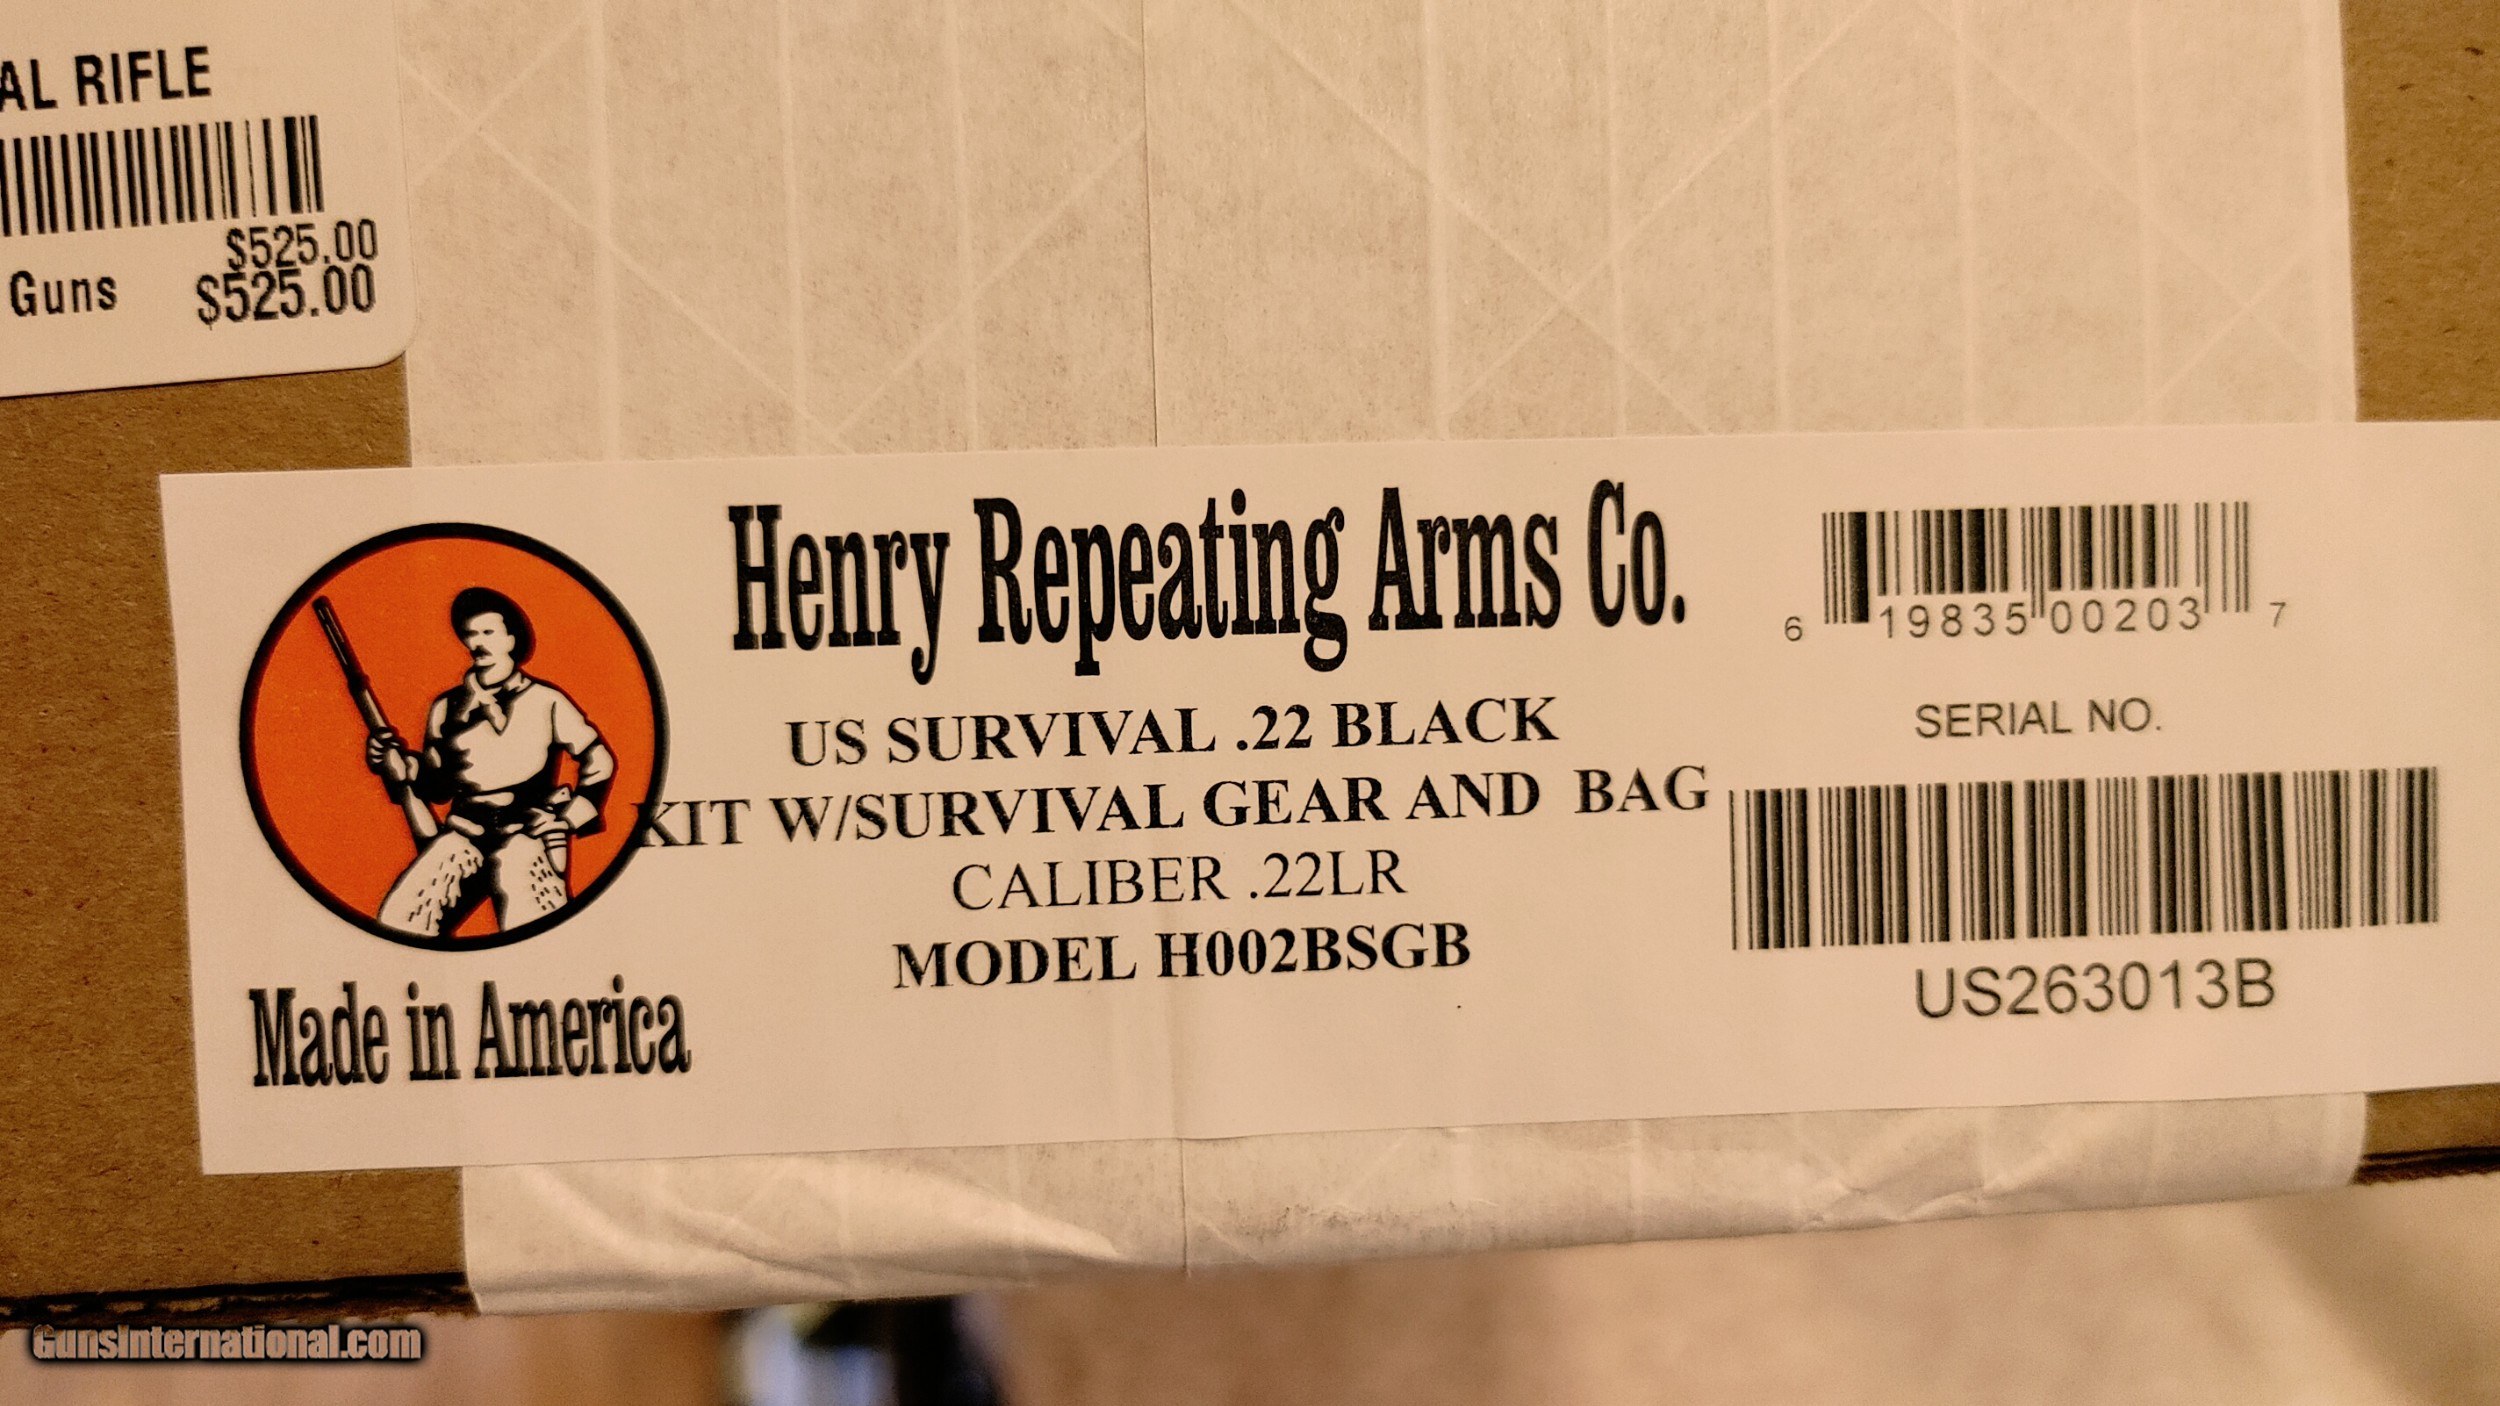 AL RIFLE
$525.00
Guns $525.00
Henry Repeating Arms Co.
US SURVIVAL .22 BLACK
KIT W/SURVIVAL GEAR AND BAG
CALIBER .22LR
MODEL H002BSGB
Made in America
6 19835 00203 7
SERIAL NO.
US263013B
GunsInternational.com